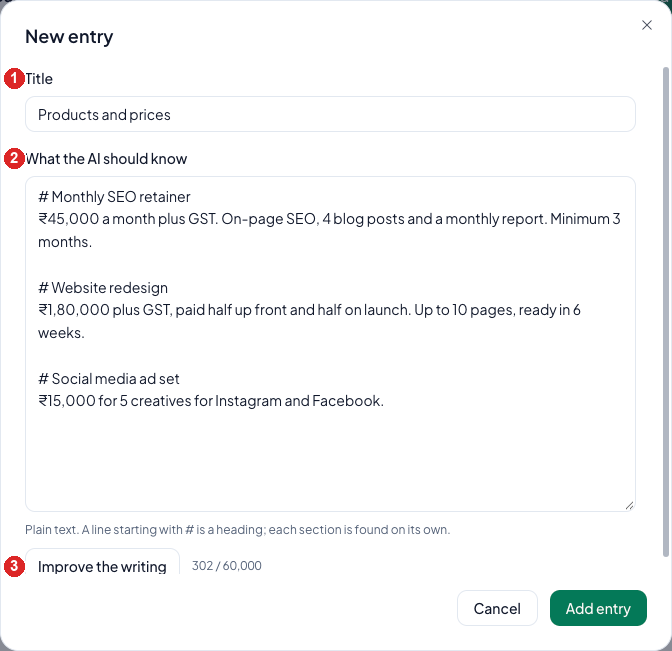 New entry
1 Title
Products and prices
2 What the AI should know
# Monthly SEO retainer
₹45,000 a month plus GST. On-page SEO, 4 blog posts and a monthly report. Minimum 3
months.
# Website redesign
₹1,80,000 plus GST, paid half up front and half on launch. Up to 10 pages, ready in 6
weeks.
# Social media ad set
₹15,000 for 5 creatives for Instagram and Facebook.
Plain text. A line starting with # is a heading; each section is found on its own.
3 Improve the writing 302 / 60,000
Cancel Add entry